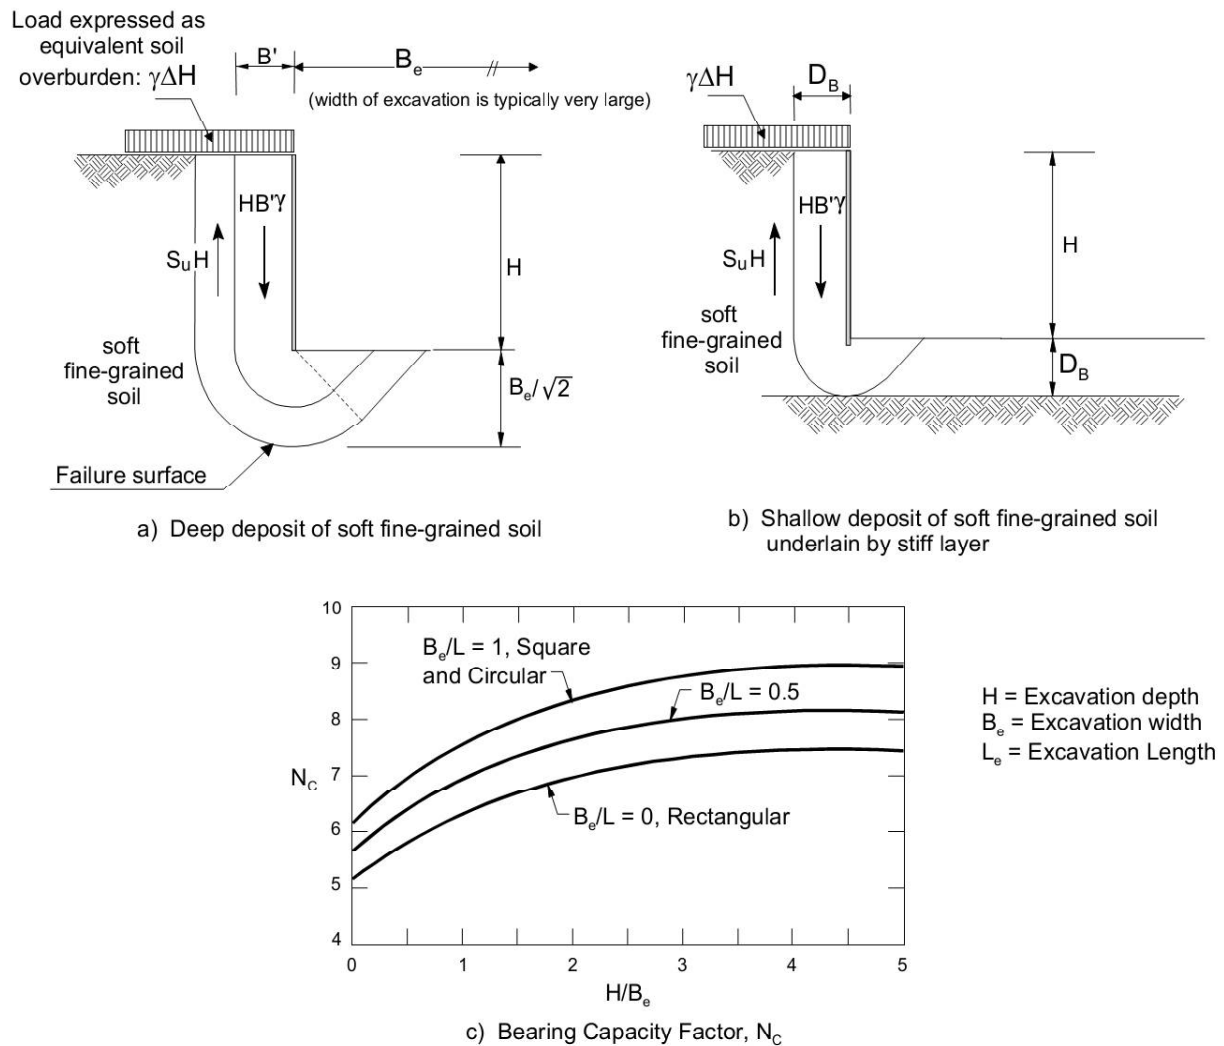 Load expressed as
equivalent soil
overburden: γΔH
B'
Bₑ
(width of excavation is typically very large)
HB'γ
SᵤH
H
soft
fine-grained
soil
Bₑ/√2
Failure surface
a) Deep deposit of soft fine-grained soil
γΔH
D_B
HB'γ
SᵤH
H
soft
fine-grained
soil
D_B
b) Shallow deposit of soft fine-grained soil
underlain by stiff layer
10
9
8
7
6
5
4
N_C
Bₑ/L = 1, Square
and Circular
Bₑ/L = 0.5
Bₑ/L = 0, Rectangular
0
1
2
3
4
5
H/Bₑ
H = Excavation depth
Bₑ = Excavation width
Lₑ = Excavation Length
c) Bearing Capacity Factor, N_C